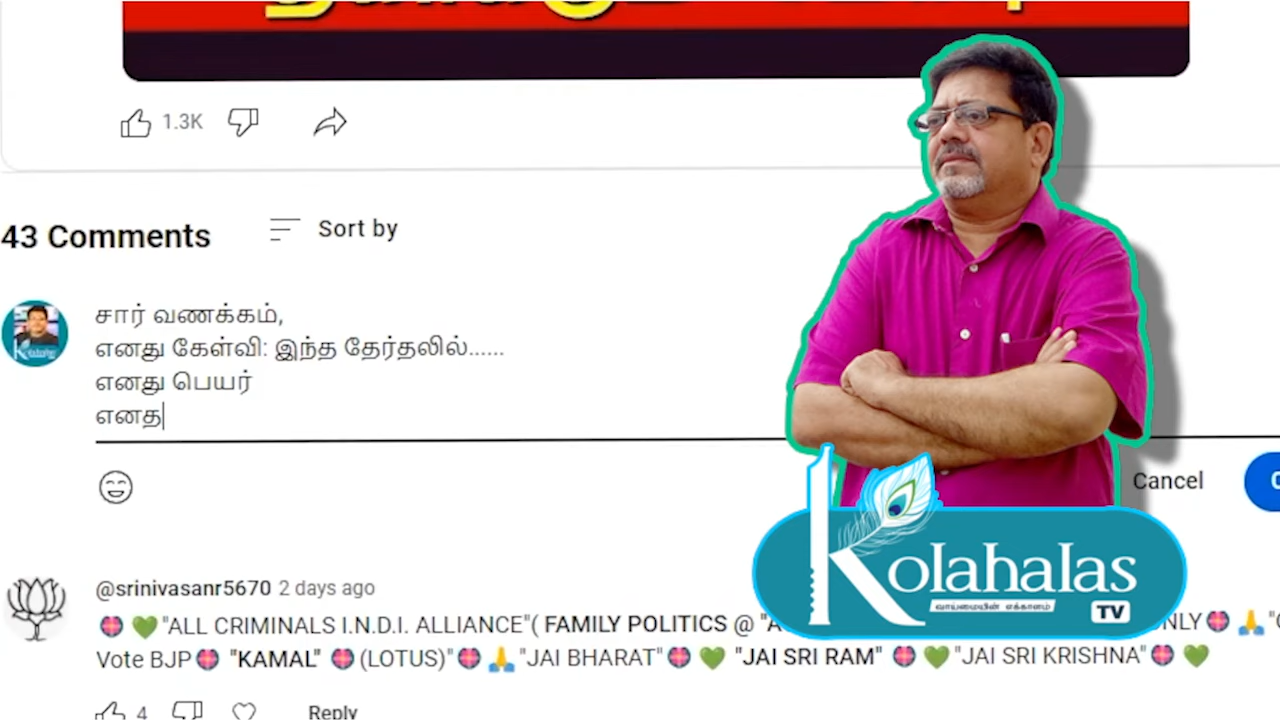 1.3K
43 Comments
Sort by
சார் வணக்கம்,
எனது கேள்வி: இந்த தேர்தலில்......
எனது பெயர்
எனத
Cancel
Kolahalas
வாய்மையின் எக்காளம்
TV
@srinivasanr5670 2 days ago
"ALL CRIMINALS I.N.D.I. ALLIANCE"( FAMILY POLITICS @
Vote BJP "KAMAL" (LOTUS)" "JAI BHARAT" "JAI SRI RAM" "JAI SRI KRISHNA"
4
Reply